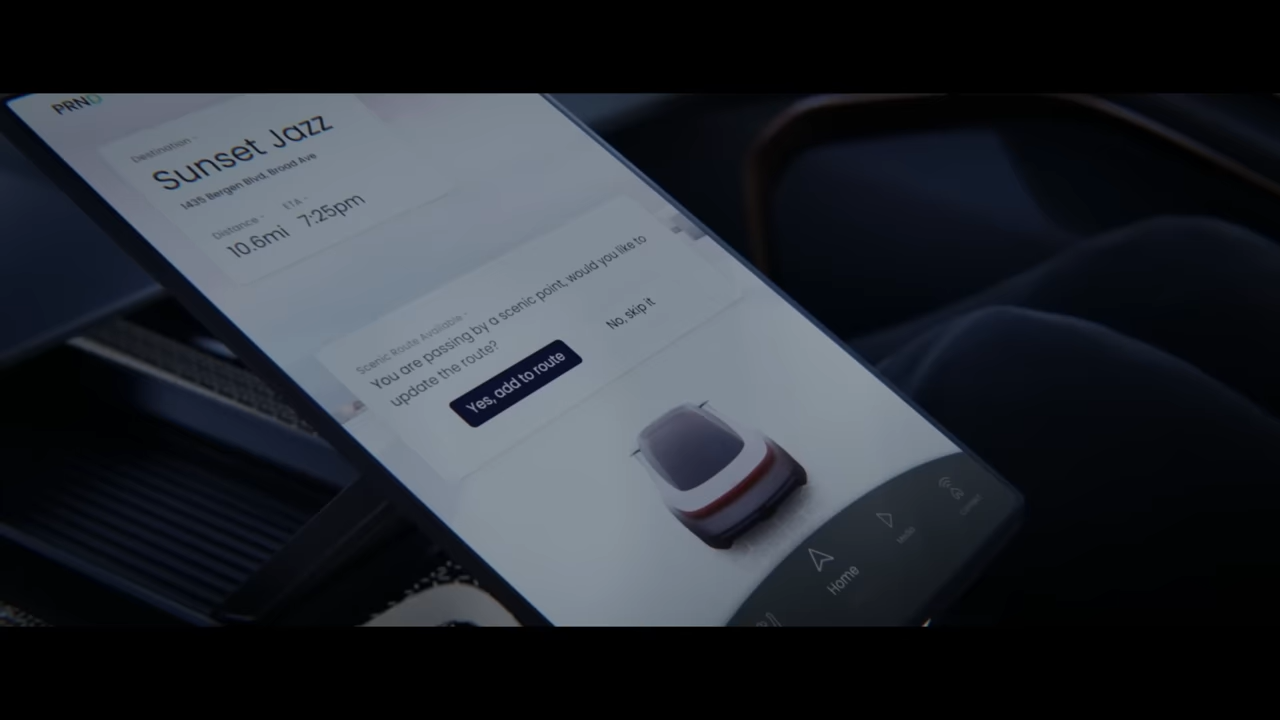 PRND
Destination
Sunset Jazz
1435 Bergen Blvd, Broad Ave
Distance
ETA
10.6mi
7:25pm
Scenic Route Available
You are passing by a scenic point, would you like to
update the route?
Yes, add to route
No, skip it
Home
Media